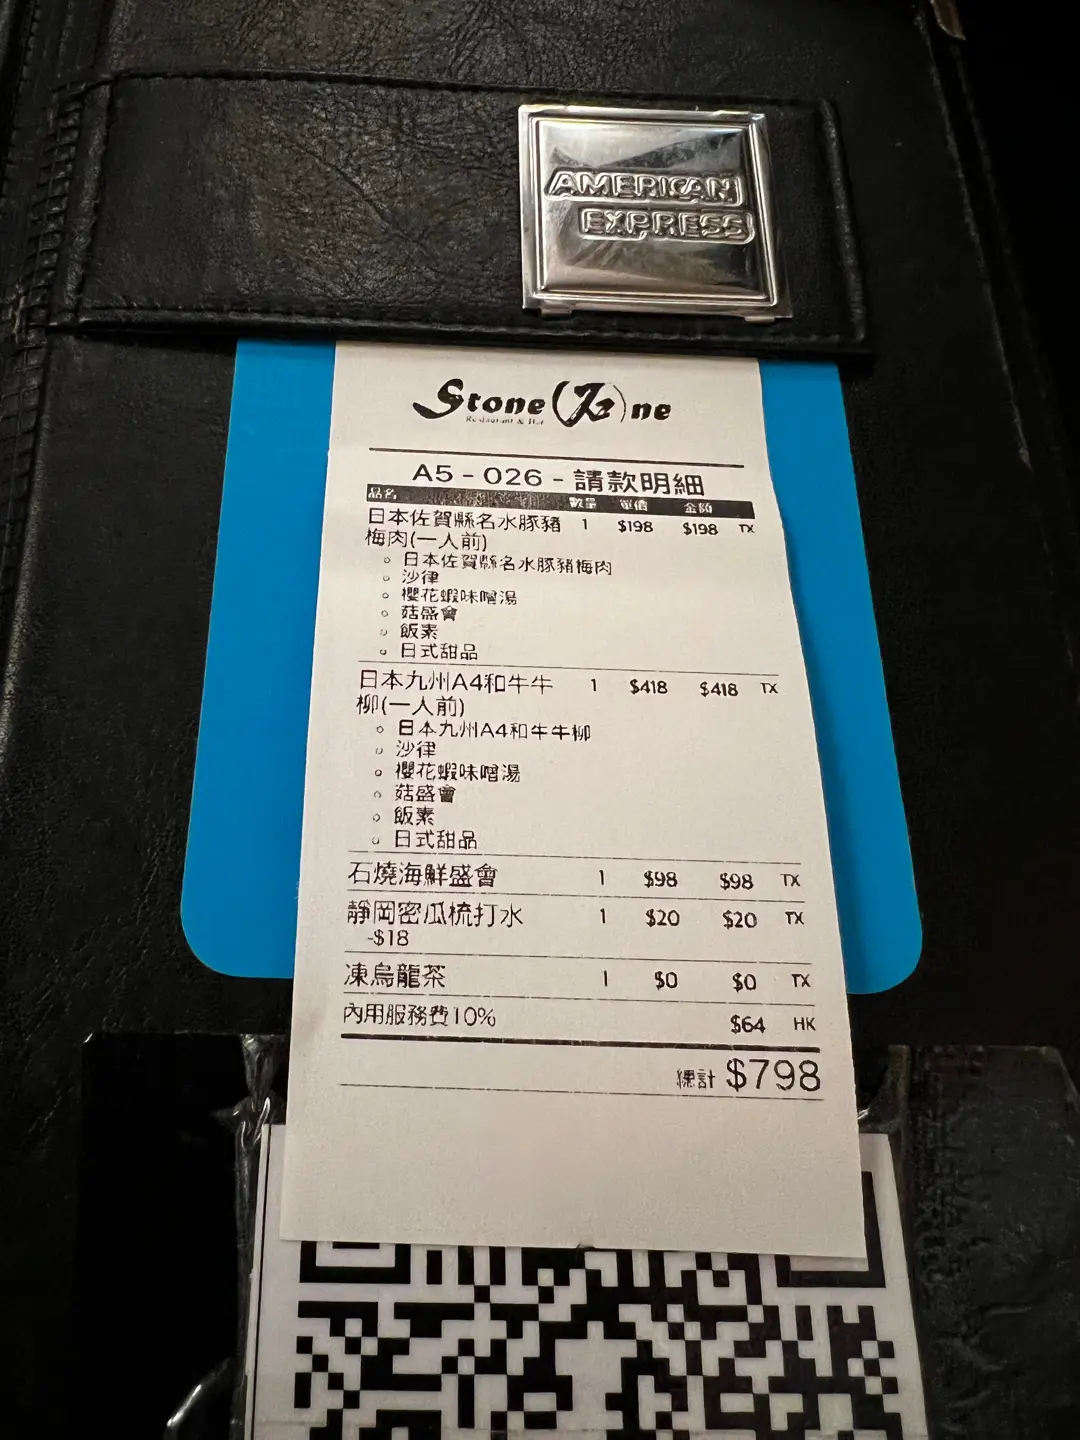 AMERICAN
EXPRESS
Stone(石)ne
Restaurant & Bar
A5 - 026 - 請款明細
品名 數量 單價 金額
日本佐賀縣名水豚豬 1 $198 $198 TX
梅肉(一人前)
日本佐賀縣名水豚豬梅肉
沙律
櫻花蝦味噌湯
菇盛會
飯素
日式甜品
日本九州A4和牛牛 1 $418 $418 TX
柳(一人前)
日本九州A4和牛牛柳
沙律
櫻花蝦味噌湯
菇盛會
飯素
日式甜品
石燒海鮮盛會 1 $98 $98 TX
靜岡密瓜梳打水 1 $20 $20 TX
-$18
凍烏龍茶 1 $0 $0 TX
內用服務費10% $64 HK
總計 $798